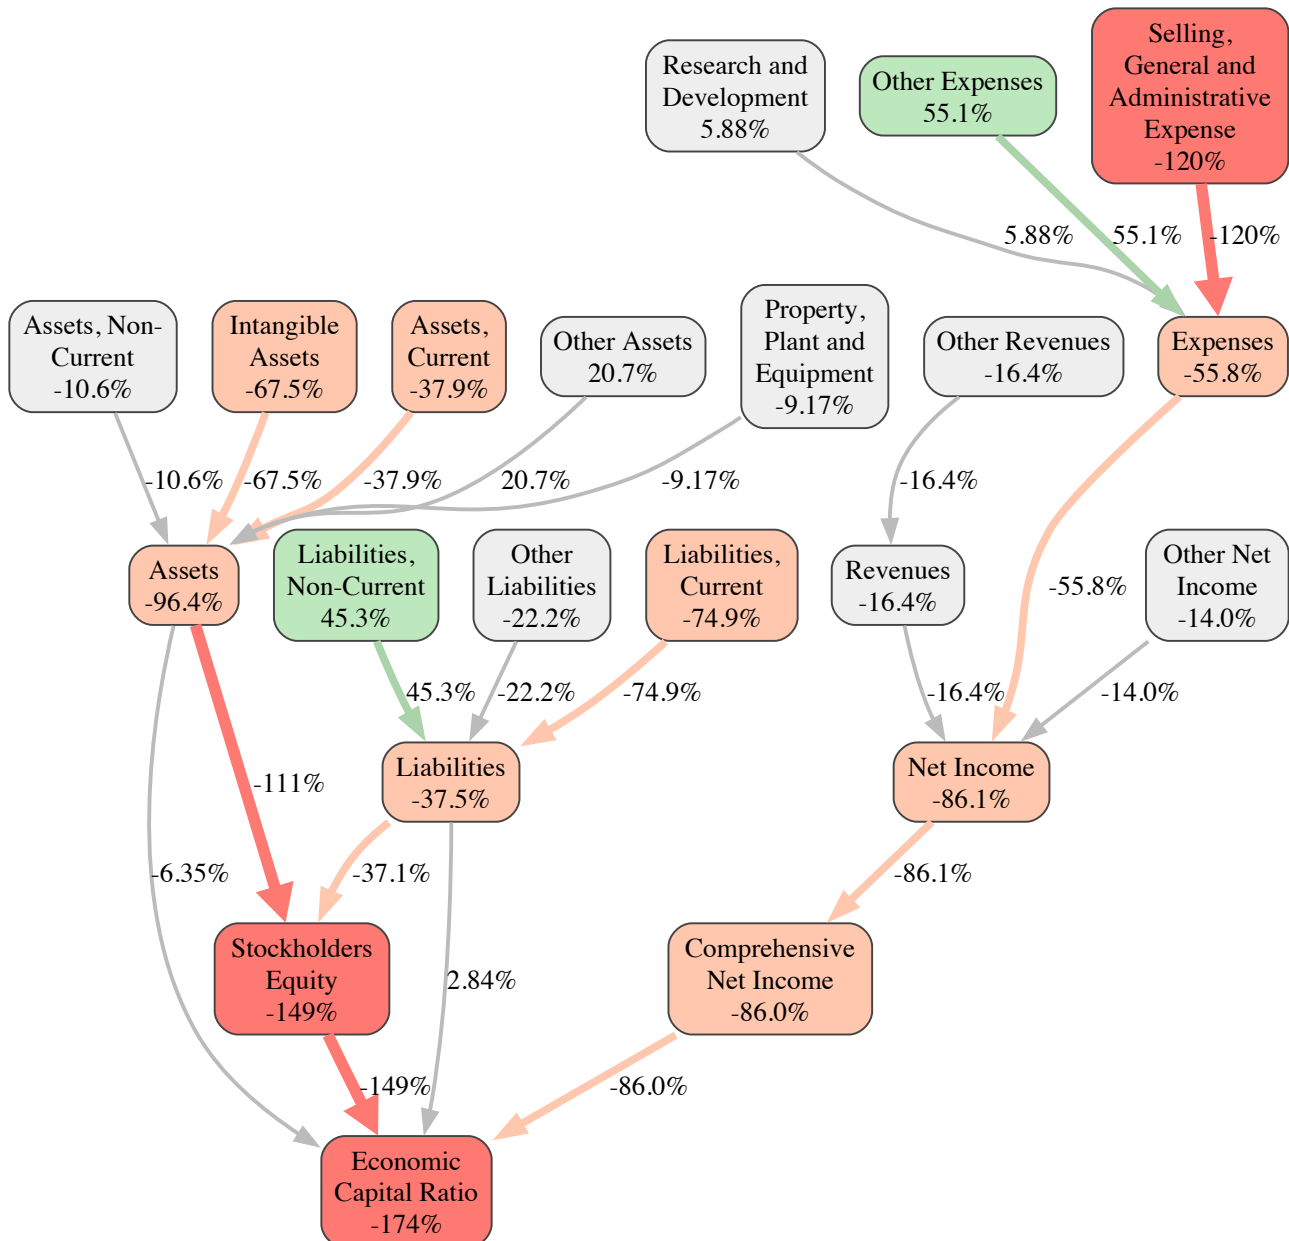 Research and
Development
5.88%
Other Expenses
55.1%
Selling,
General and
Administrative
Expense
-120%
5.88%
55.1%
-120%
Assets, Non-
Current
-10.6%
Intangible
Assets
-67.5%
Assets,
Current
-37.9%
Other Assets
20.7%
Property,
Plant and
Equipment
-9.17%
Other Revenues
-16.4%
Expenses
-55.8%
-10.6%
-67.5%
-37.9%
20.7%
-9.17%
-16.4%
Assets
-96.4%
Liabilities,
Non-Current
45.3%
Other
Liabilities
-22.2%
Liabilities,
Current
-74.9%
Revenues
-16.4%
-55.8%
Other Net
Income
-14.0%
45.3%
-22.2%
-74.9%
-16.4%
-14.0%
-111%
Liabilities
-37.5%
Net Income
-86.1%
-6.35%
-37.1%
-86.1%
Stockholders
Equity
-149%
2.84%
Comprehensive
Net Income
-86.0%
-149%
-86.0%
Economic
Capital Ratio
-174%